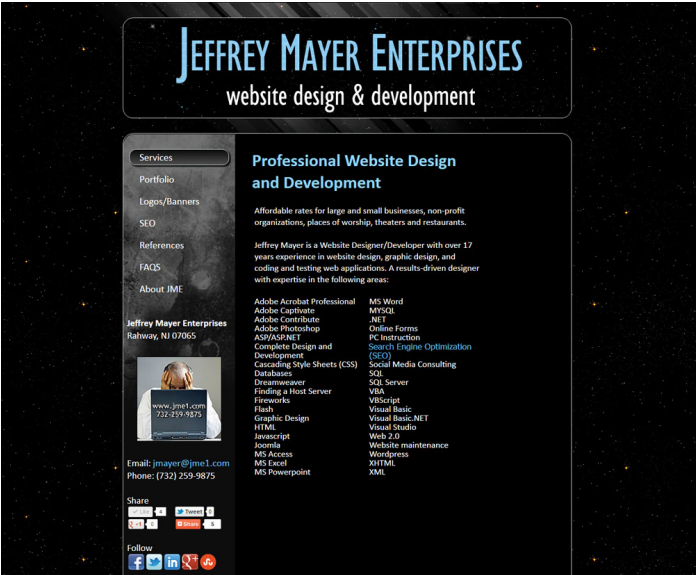 JEFFREY MAYER ENTERPRISES
website design & development
Services
Portfolio
Logos/Banners
SEO
References
FAQS
About JME
Jeffrey Mayer Enterprises
Rahway, NJ 07065
www.jme1.com
732-259-9875
Email: jmayer@jme1.com
Phone: (732) 259-9875
Share
Like 4 Tweet 0
+1 0 Share 5
Follow
Professional Website Design
and Development
Affordable rates for large and small businesses, non-profit
organizations, places of worship, theaters and restaurants.
Jeffrey Mayer is a Website Designer/Developer with over 17
years experience in website design, graphic design, and
coding and testing web applications. A results-driven designer
with expertise in the following areas:
Adobe Acrobat Professional
Adobe Captivate
Adobe Contribute
Adobe Photoshop
ASP/ASP.NET
Complete Design and
Development
Cascading Style Sheets (CSS)
Databases
Dreamweaver
Finding a Host Server
Fireworks
Flash
Graphic Design
HTML
Javascript
Joomla
MS Access
MS Excel
MS Powerpoint
MS Word
MYSQL
.NET
Online Forms
PC Instruction
Search Engine Optimization
(SEO)
Social Media Consulting
SQL
SQL Server
VBA
VBScript
Visual Basic
Visual Basic.NET
Visual Studio
Web 2.0
Website maintenance
Wordpress
XHTML
XML